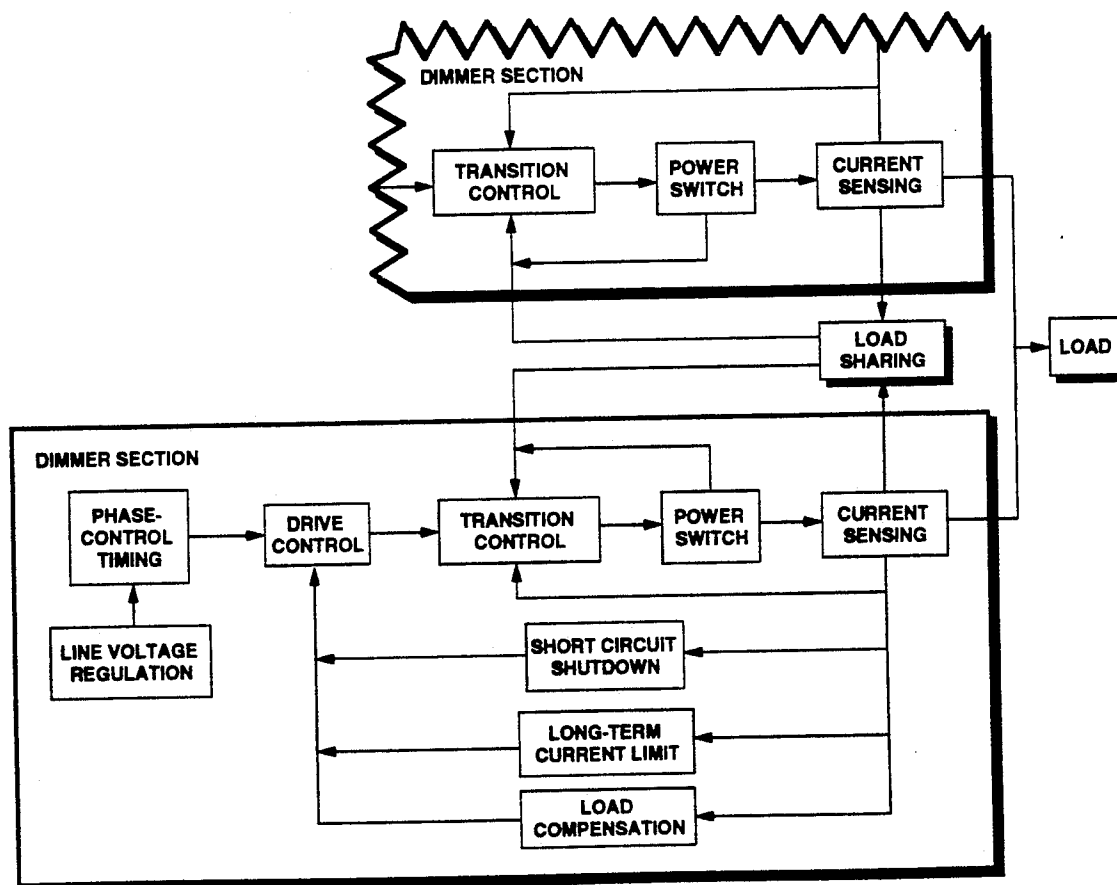 DIMMER SECTION
TRANSITION
CONTROL
POWER
SWITCH
CURRENT
SENSING
LOAD
SHARING
LOAD
DIMMER SECTION
PHASE-
CONTROL
TIMING
DRIVE
CONTROL
TRANSITION
CONTROL
POWER
SWITCH
CURRENT
SENSING
LINE VOLTAGE
REGULATION
SHORT CIRCUIT
SHUTDOWN
LONG-TERM
CURRENT LIMIT
LOAD
COMPENSATION